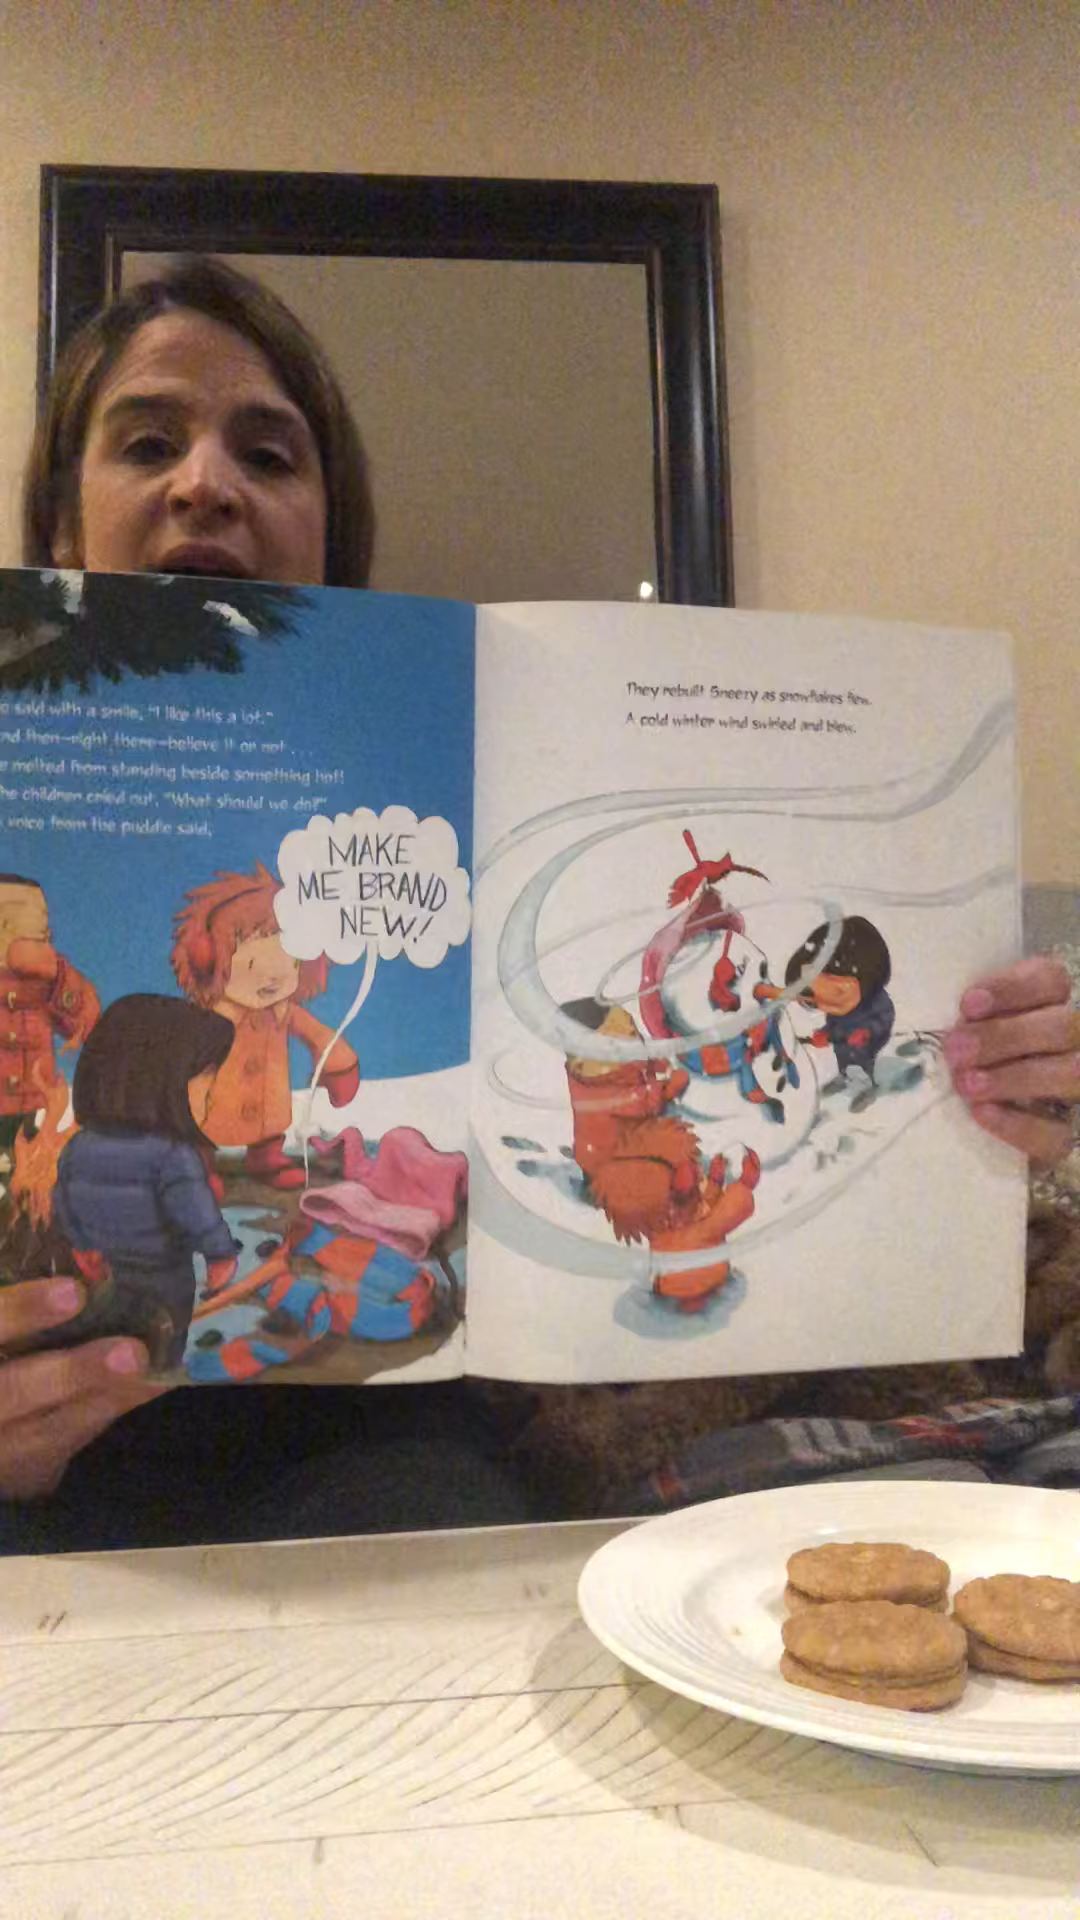 o said with a smile, "I like this a lot."
nd then—right there—believe it or not . . .
e melted from standing beside something hot!
he children cried out, "What should we do?"
voice from the puddle said,
MAKE
ME BRAND
NEW!
They rebuilt Sneezy as snowflakes flew.
A cold winter wind swirled and blew.